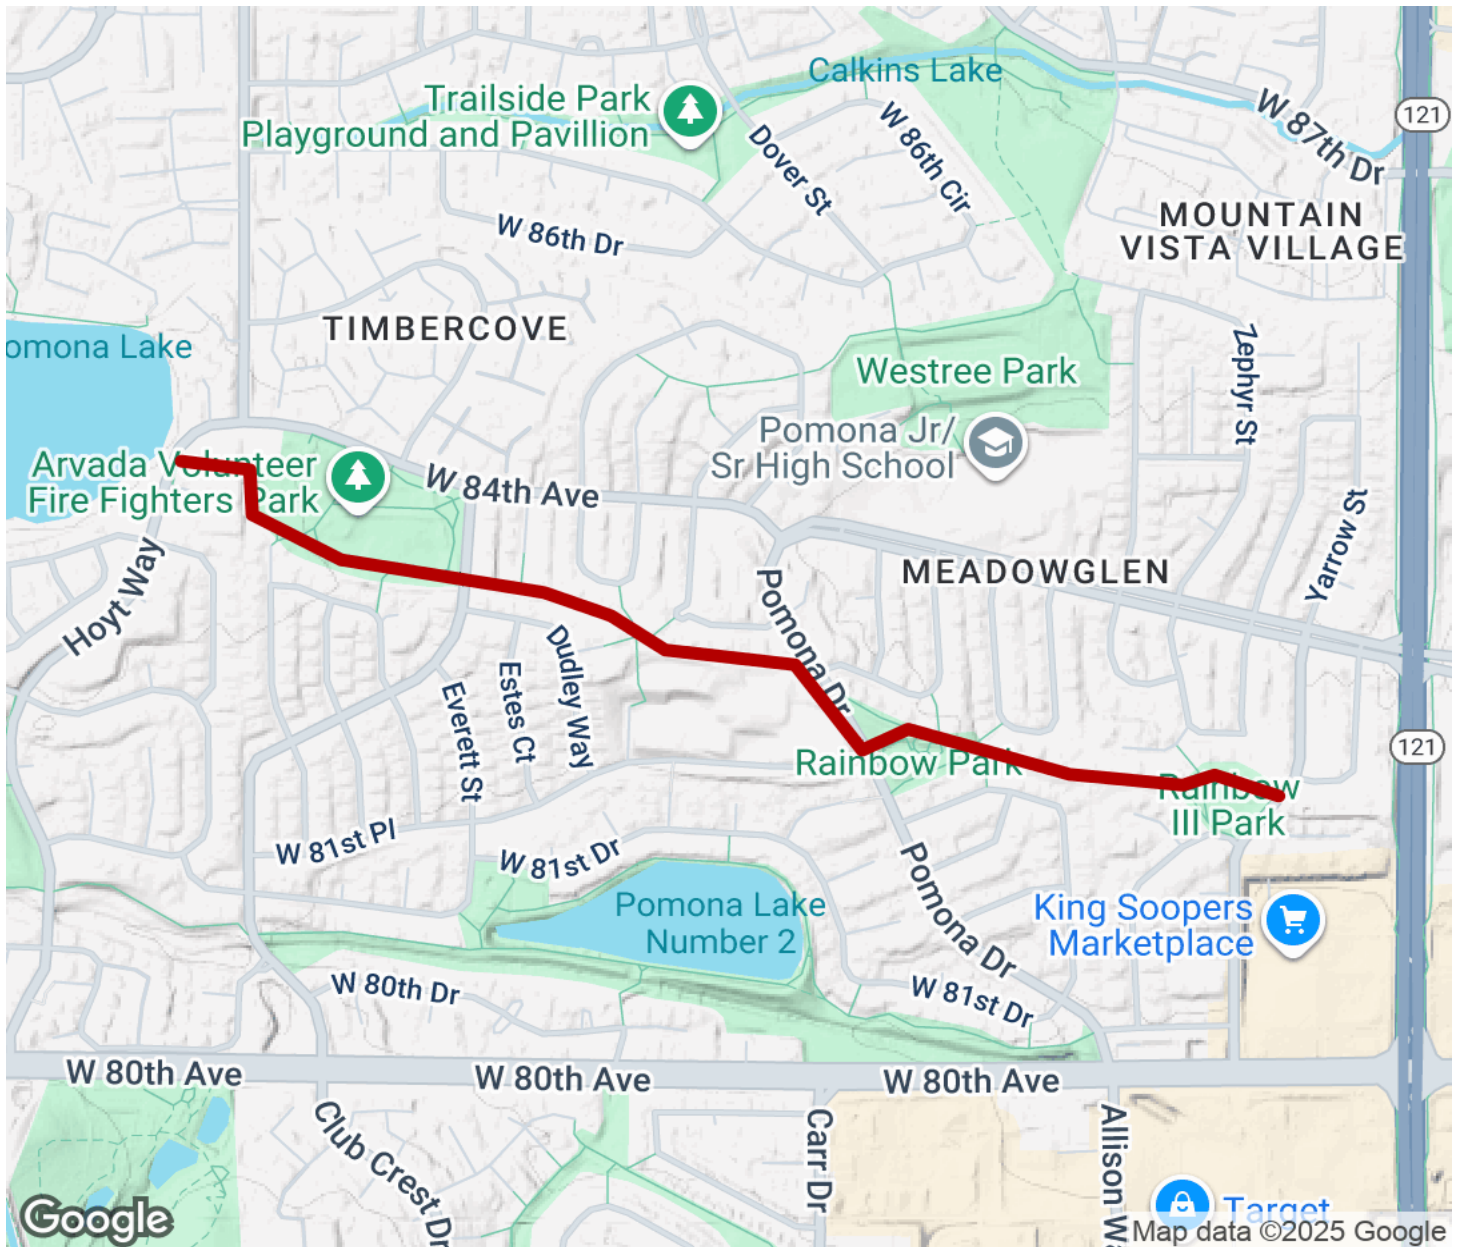 Calkins Lake
Trailside Park
Playground and Pavillion
W 87th Dr
121
W 86th Cir
Dover St
MOUNTAIN
VISTA VILLAGE
W 86th Dr
TIMBERCOVE
omona Lake
Zephyr St
Westree Park
Pomona Jr/
Sr High School
Arvada Volunteer
Fire Fighters Park
W 84th Ave
Yarrow St
MEADOWGLEN
Hoyt Way
Pomona Dr
Dudley Way
Estes Ct
Everett St
121
Rainbow Park
Rainbow
III Park
W 81st Pl
W 81st Dr
Pomona Lake
Number 2
Pomona Dr
King Soopers
Marketplace
W 80th Dr
W 81st Dr
W 80th Ave
W 80th Ave
W 80th Ave
Club Crest Dr
Carr Dr
Allison Wa
Target
Google
Map data ©2025 Google